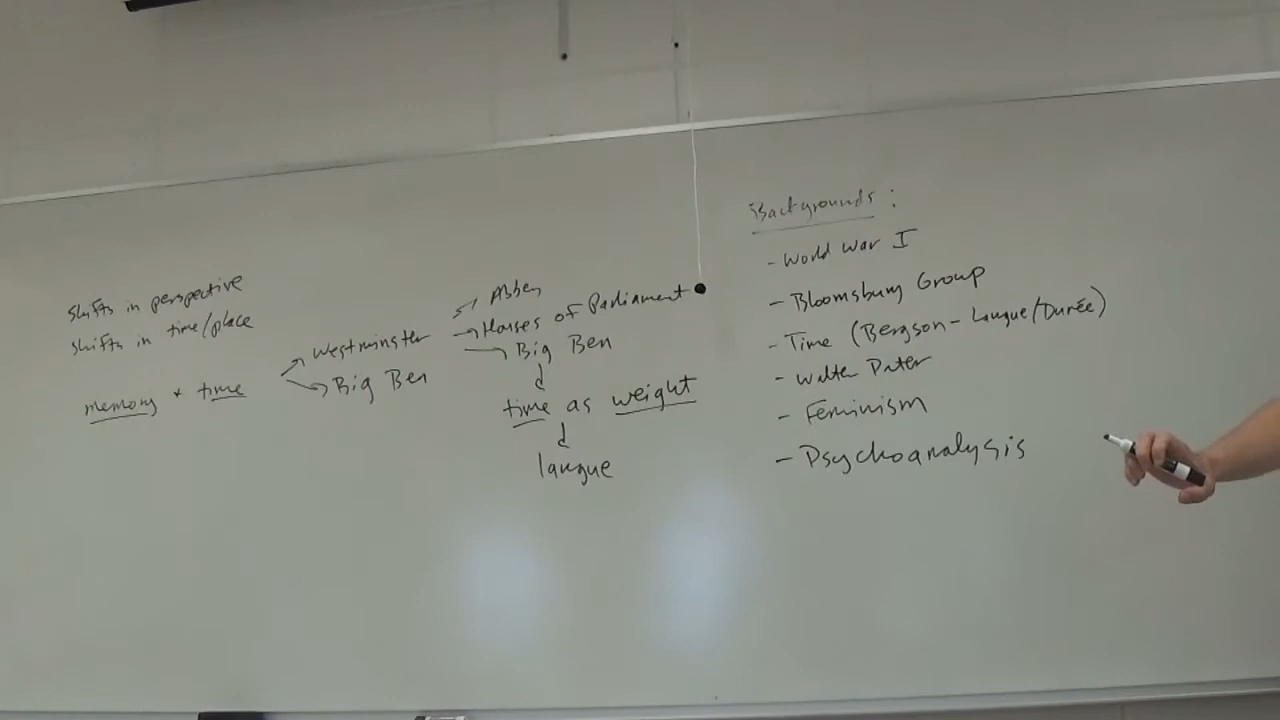 shifts in perspective
shifts in time/place
memory + time
Westminster
Big Ben
Abbey
Houses of Parliament
Big Ben
time as weight
langue
Backgrounds:
- World War I
- Bloomsbury Group
- Time (Bergson - Langue/Durée)
- Walter Pater
- Feminism
- Psychoanalysis